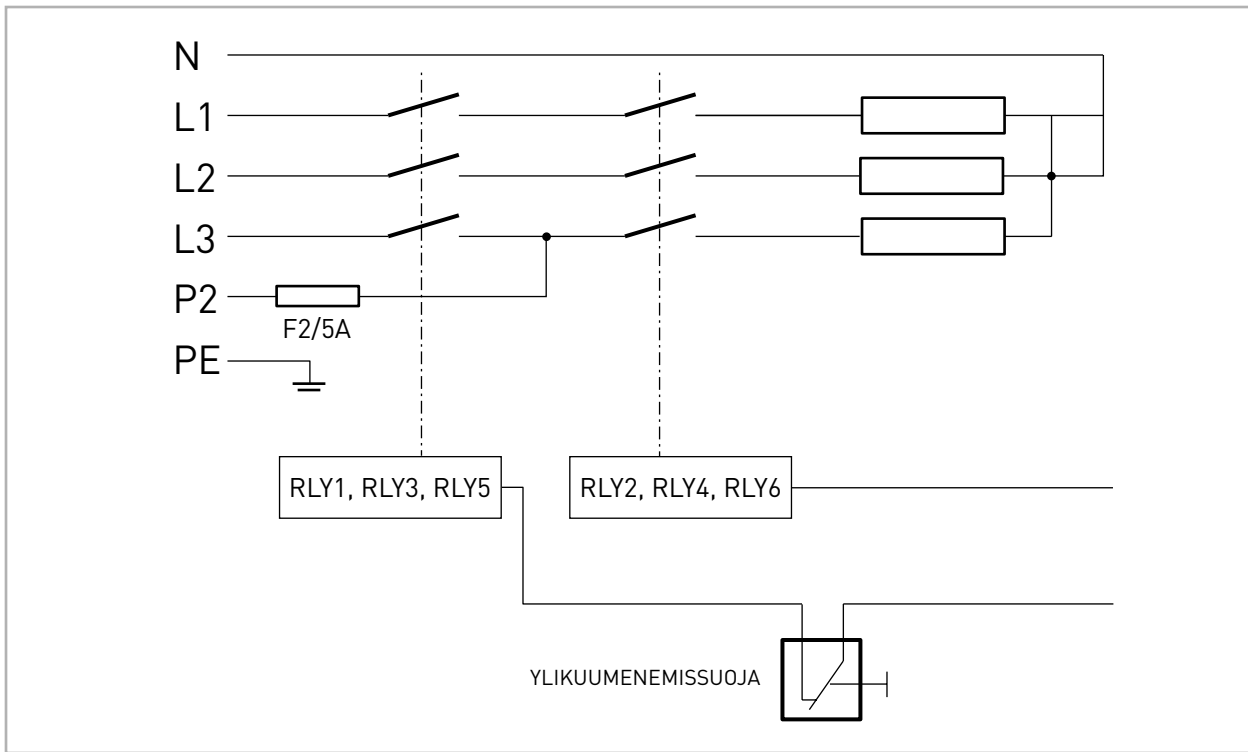 N
L1
L2
L3
P2
F2/5A
PE
RLY1, RLY3, RLY5
RLY2, RLY4, RLY6
YLIKUUMENEMISSUOJA